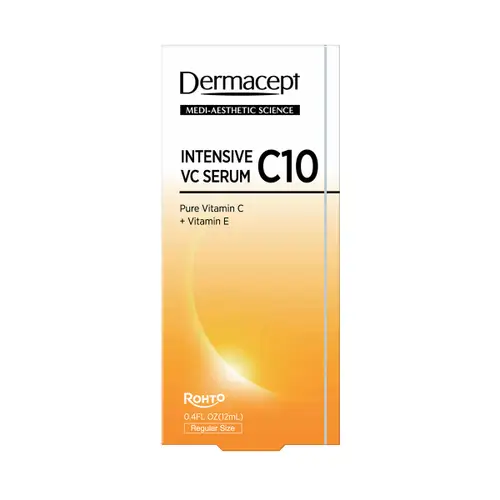 Dermacept
MEDI-AESTHETIC SCIENCE
INTENSIVE
VC SERUM C10
Pure Vitamin C
+ Vitamin E
ROHTO
0.4FL OZ(12mL)
Regular Size